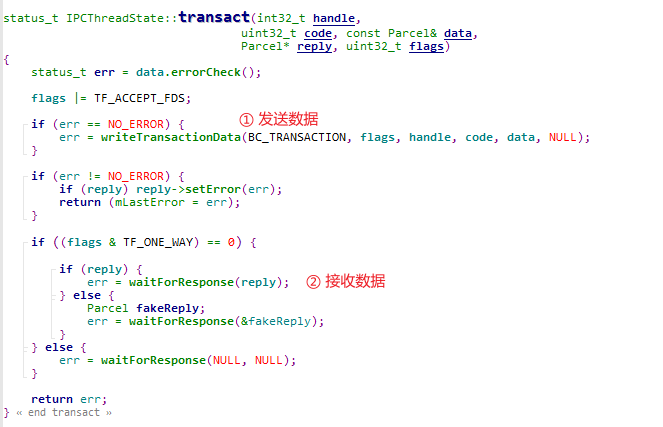 status_t IPCThreadState::transact(int32_t handle,
uint32_t code, const Parcel& data,
Parcel* reply, uint32_t flags)
{
status_t err = data.errorCheck();
flags |= TF_ACCEPT_FDS;
if (err == NO_ERROR) { ① 发送数据
err = writeTransactionData(BC_TRANSACTION, flags, handle, code, data, NULL);
}
if (err != NO_ERROR) {
if (reply) reply->setError(err);
return (mLastError = err);
}
if ((flags & TF_ONE_WAY) == 0) {
if (reply) {
err = waitForResponse(reply); ② 接收数据
} else {
Parcel fakeReply;
err = waitForResponse(&fakeReply);
}
} else {
err = waitForResponse(NULL, NULL);
}
return err;
} « end transact »